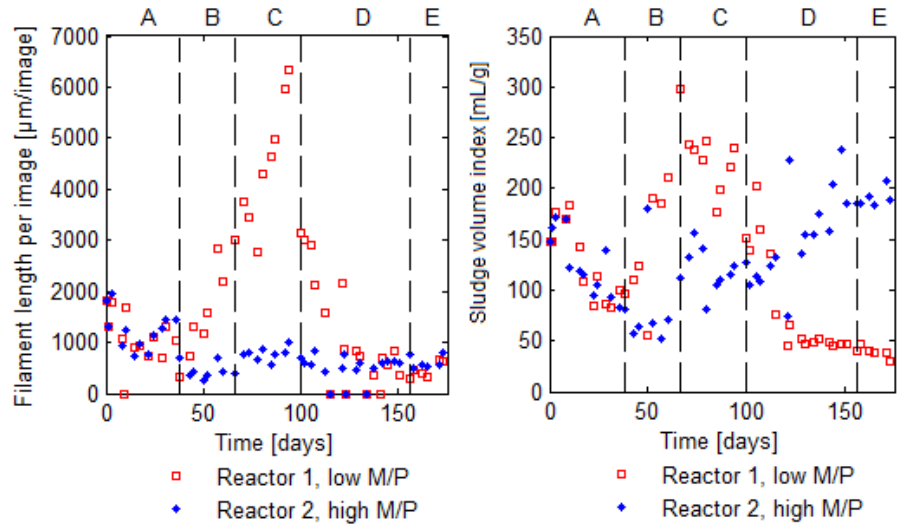 A B C D E
Filament length per image [µm/image]
7000
6000
5000
4000
3000
2000
1000
0
0 50 100 150
Time [days]
Reactor 1, low M/P
Reactor 2, high M/P
A B C D E
Sludge volume index [mL/g]
350
300
250
200
150
100
50
0
0 50 100 150
Time [days]
Reactor 1, low M/P
Reactor 2, high M/P